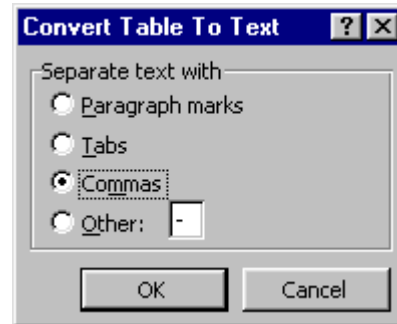 Convert Table To Text ? ×
Separate text with
Paragraph marks
Tabs
Commas
Other: -
OK Cancel